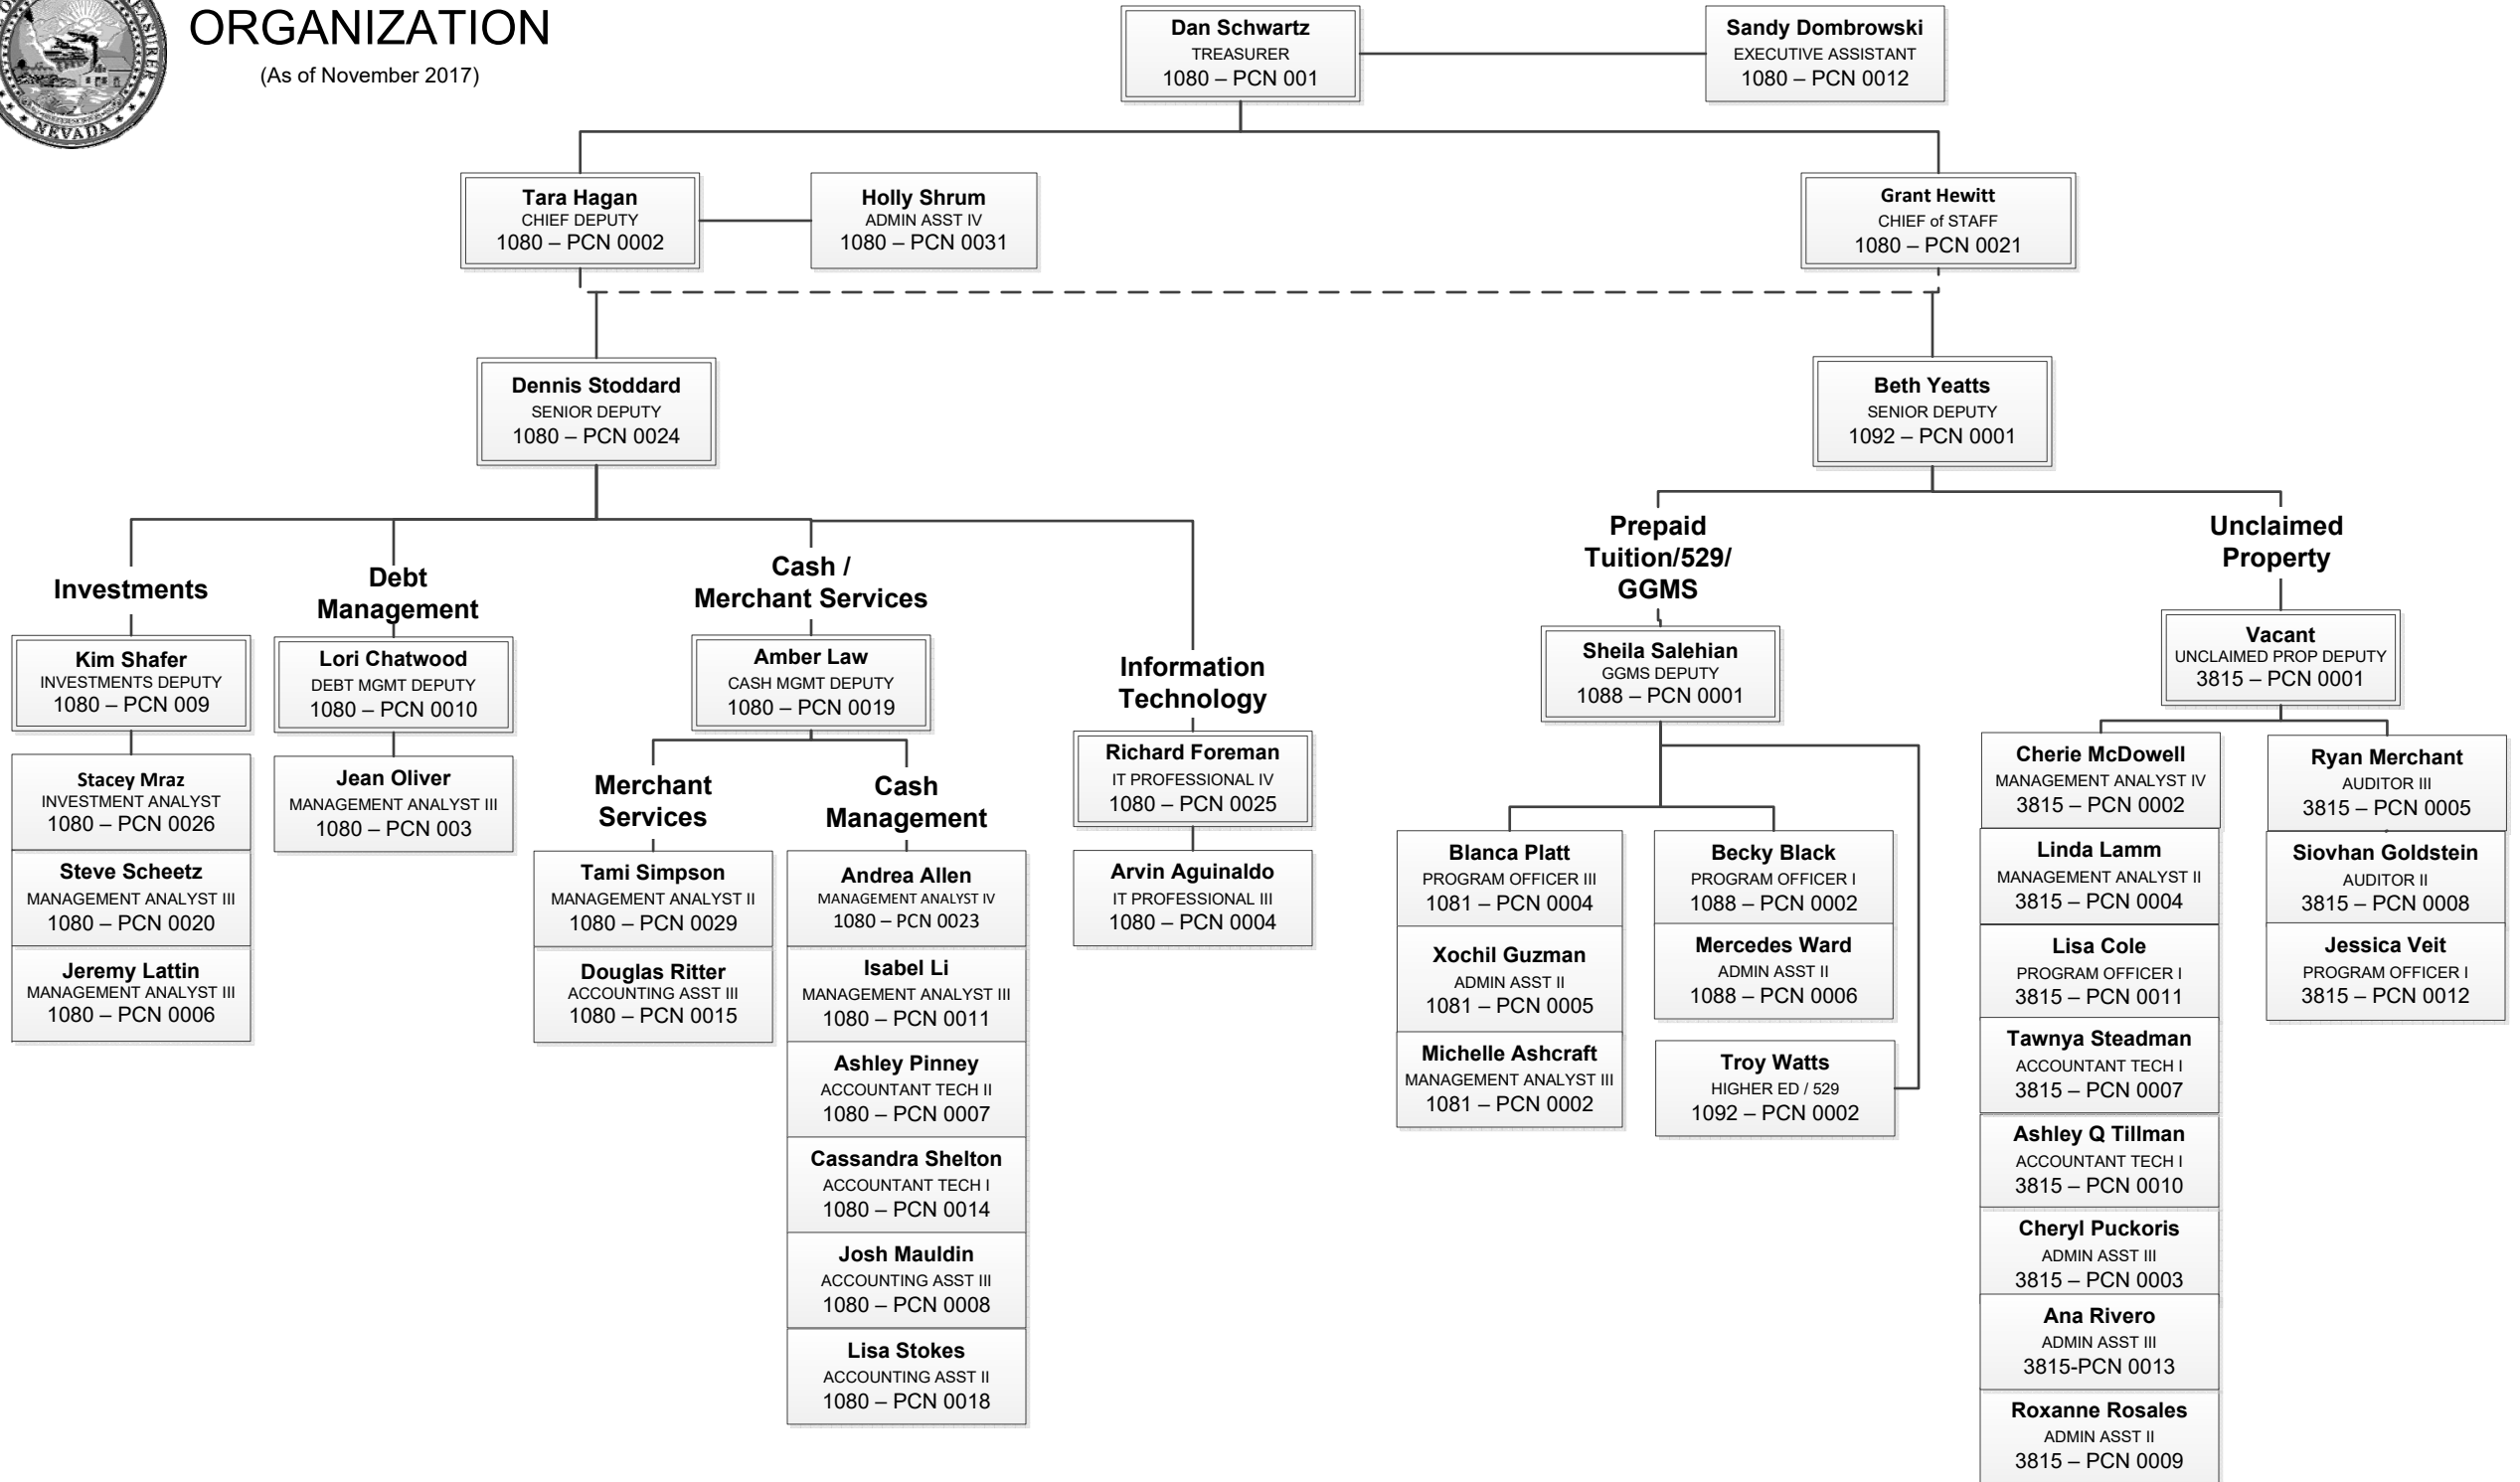 ORGANIZATION
(As of November 2017)
NEVADA
Dan Schwartz
TREASURER
1080 – PCN 001
Sandy Dombrowski
EXECUTIVE ASSISTANT
1080 – PCN 0012
Tara Hagan
CHIEF DEPUTY
1080 – PCN 0002
Holly Shrum
ADMIN ASST IV
1080 – PCN 0031
Grant Hewitt
CHIEF of STAFF
1080 – PCN 0021
Dennis Stoddard
SENIOR DEPUTY
1080 – PCN 0024
Beth Yeatts
SENIOR DEPUTY
1092 – PCN 0001
Investments
Kim Shafer
INVESTMENTS DEPUTY
1080 – PCN 009
Stacey Mraz
INVESTMENT ANALYST
1080 – PCN 0026
Steve Scheetz
MANAGEMENT ANALYST III
1080 – PCN 0020
Jeremy Lattin
MANAGEMENT ANALYST III
1080 – PCN 0006
Debt
Management
Lori Chatwood
DEBT MGMT DEPUTY
1080 – PCN 0010
Jean Oliver
MANAGEMENT ANALYST III
1080 – PCN 003
Cash /
Merchant Services
Amber Law
CASH MGMT DEPUTY
1080 – PCN 0019
Merchant
Services
Tami Simpson
MANAGEMENT ANALYST II
1080 – PCN 0029
Douglas Ritter
ACCOUNTING ASST III
1080 – PCN 0015
Cash
Management
Andrea Allen
MANAGEMENT ANALYST IV
1080 – PCN 0023
Isabel Li
MANAGEMENT ANALYST III
1080 – PCN 0011
Ashley Pinney
ACCOUNTANT TECH II
1080 – PCN 0007
Cassandra Shelton
ACCOUNTANT TECH I
1080 – PCN 0014
Josh Mauldin
ACCOUNTING ASST III
1080 – PCN 0008
Lisa Stokes
ACCOUNTING ASST II
1080 – PCN 0018
Information
Technology
Richard Foreman
IT PROFESSIONAL IV
1080 – PCN 0025
Arvin Aguinaldo
IT PROFESSIONAL III
1080 – PCN 0004
Prepaid
Tuition/529/
GGMS
Sheila Salehian
GGMS DEPUTY
1088 – PCN 0001
Blanca Platt
PROGRAM OFFICER III
1081 – PCN 0004
Xochil Guzman
ADMIN ASST II
1081 – PCN 0005
Michelle Ashcraft
MANAGEMENT ANALYST III
1081 – PCN 0002
Becky Black
PROGRAM OFFICER I
1088 – PCN 0002
Mercedes Ward
ADMIN ASST II
1088 – PCN 0006
Troy Watts
HIGHER ED / 529
1092 – PCN 0002
Unclaimed
Property
Vacant
UNCLAIMED PROP DEPUTY
3815 – PCN 0001
Cherie McDowell
MANAGEMENT ANALYST IV
3815 – PCN 0002
Linda Lamm
MANAGEMENT ANALYST II
3815 – PCN 0004
Lisa Cole
PROGRAM OFFICER I
3815 – PCN 0011
Tawnya Steadman
ACCOUNTANT TECH I
3815 – PCN 0007
Ashley Q Tillman
ACCOUNTANT TECH I
3815 – PCN 0010
Cheryl Puckoris
ADMIN ASST III
3815 – PCN 0003
Ana Rivero
ADMIN ASST III
3815-PCN 0013
Roxanne Rosales
ADMIN ASST II
3815 – PCN 0009
Ryan Merchant
AUDITOR III
3815 – PCN 0005
Siovhan Goldstein
AUDITOR II
3815 – PCN 0008
Jessica Veit
PROGRAM OFFICER I
3815 – PCN 0012